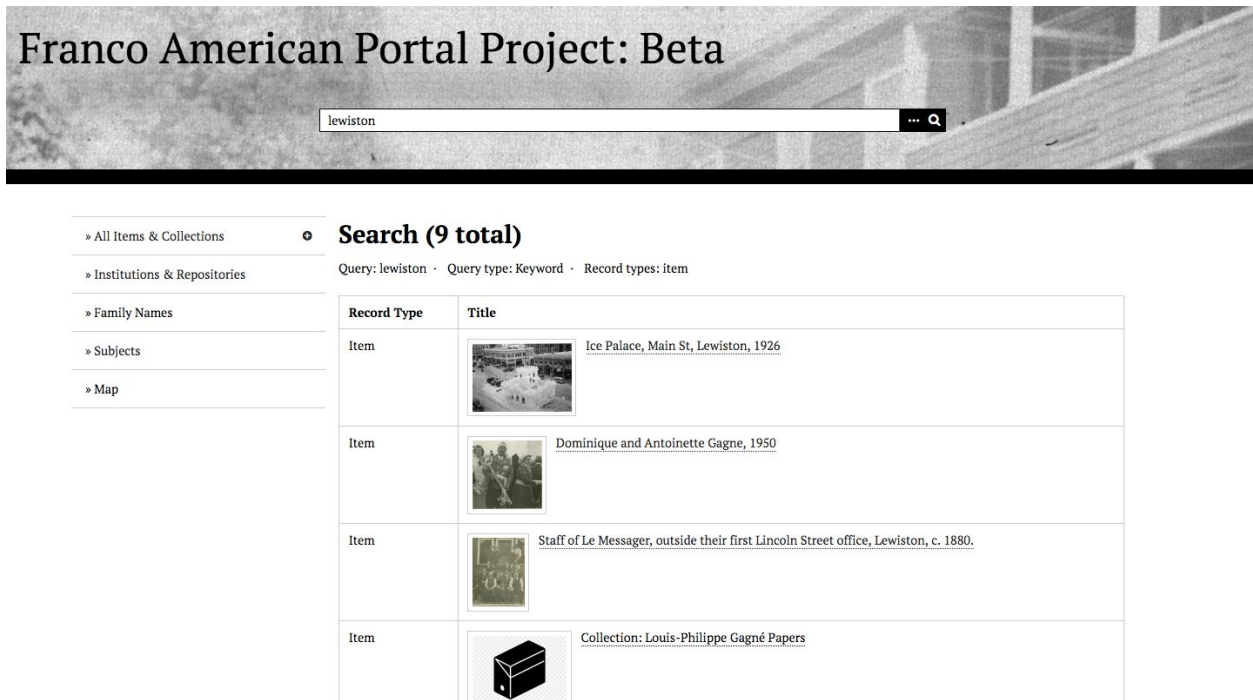 Franco American Portal Project: Beta
lewiston
» All Items & Collections
» Institutions & Repositories
» Family Names
» Subjects
» Map
Search (9 total)
Query: lewiston · Query type: Keyword · Record types: item
Record Type Title
Item Ice Palace, Main St, Lewiston, 1926
Item Dominique and Antoinette Gagne, 1950
Item Staff of Le Messager, outside their first Lincoln Street office, Lewiston, c. 1880.
Item Collection: Louis-Philippe Gagné Papers